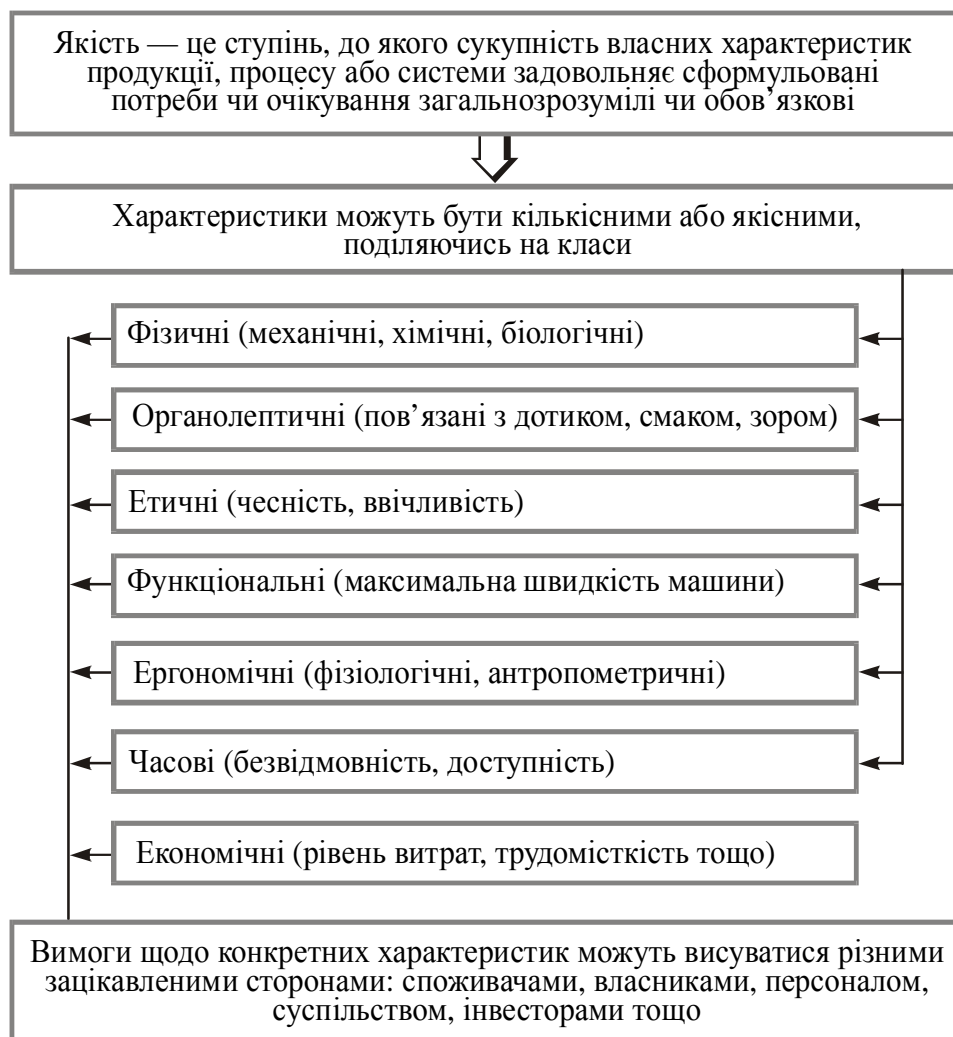 Якість — це ступінь, до якого сукупність власних характеристик
продукції, процесу або системи задовольняє сформульовані
потреби чи очікування загальнозрозумілі чи обов’язкові
Характеристики можуть бути кількісними або якісними,
поділяючись на класи
Фізичні (механічні, хімічні, біологічні)
Органолептичні (пов’язані з дотиком, смаком, зором)
Етичні (чесність, ввічливість)
Функціональні (максимальна швидкість машини)
Ергономічні (фізіологічні, антропометричні)
Часові (безвідмовність, доступність)
Економічні (рівень витрат, трудомісткість тощо)
Вимоги щодо конкретних характеристик можуть висуватися різними
зацікавленими сторонами: споживачами, власниками, персоналом,
суспільством, інвесторами тощо